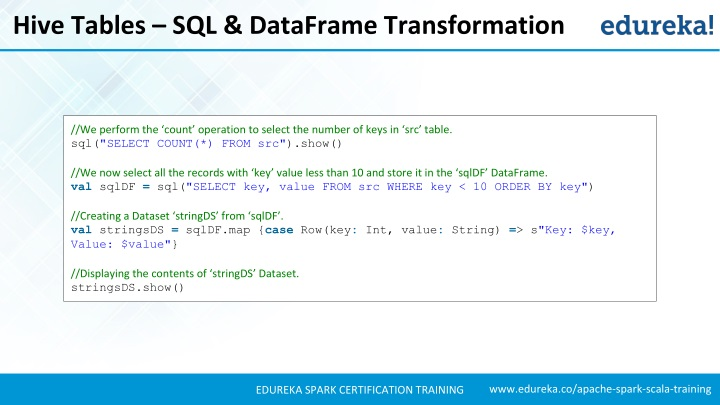 Hive Tables – SQL & DataFrame Transformation
edureka!
//We perform the ‘count’ operation to select the number of keys in ‘src’ table.
sql("SELECT COUNT(*) FROM src").show()
//We now select all the records with ‘key’ value less than 10 and store it in the ‘sqlDF’ DataFrame.
val sqlDF = sql("SELECT key, value FROM src WHERE key < 10 ORDER BY key")
//Creating a Dataset ‘stringDS’ from ‘sqlDF’.
val stringsDS = sqlDF.map {case Row(key: Int, value: String) => s"Key: $key,
Value: $value"}
//Displaying the contents of ‘stringDS’ Dataset.
stringsDS.show()
EDUREKA SPARK CERTIFICATION TRAINING
www.edureka.co/apache-spark-scala-training